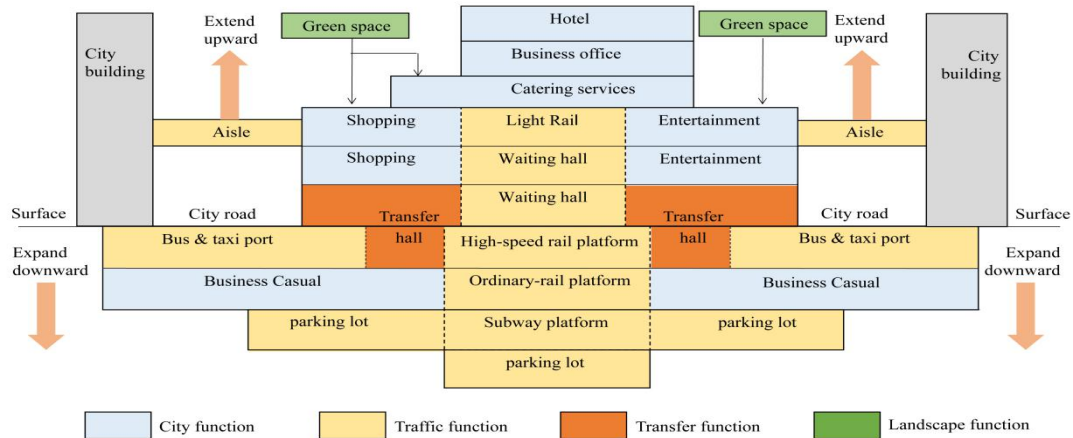 Hotel
Extend
upward
Green space
Green space
Extend
upward
City
building
Business office
City
building
Catering services
Shopping
Light Rail
Entertainment
Aisle
Aisle
Shopping
Waiting hall
Entertainment
Waiting hall
Surface
City road
Transfer
hall
Transfer
hall
City road
Surface
Expand
downward
Bus & taxi port
High-speed rail platform
Bus & taxi port
Expand
downward
Business Casual
Ordinary-rail platform
Business Casual
parking lot
Subway platform
parking lot
parking lot
City function
Traffic function
Transfer function
Landscape function